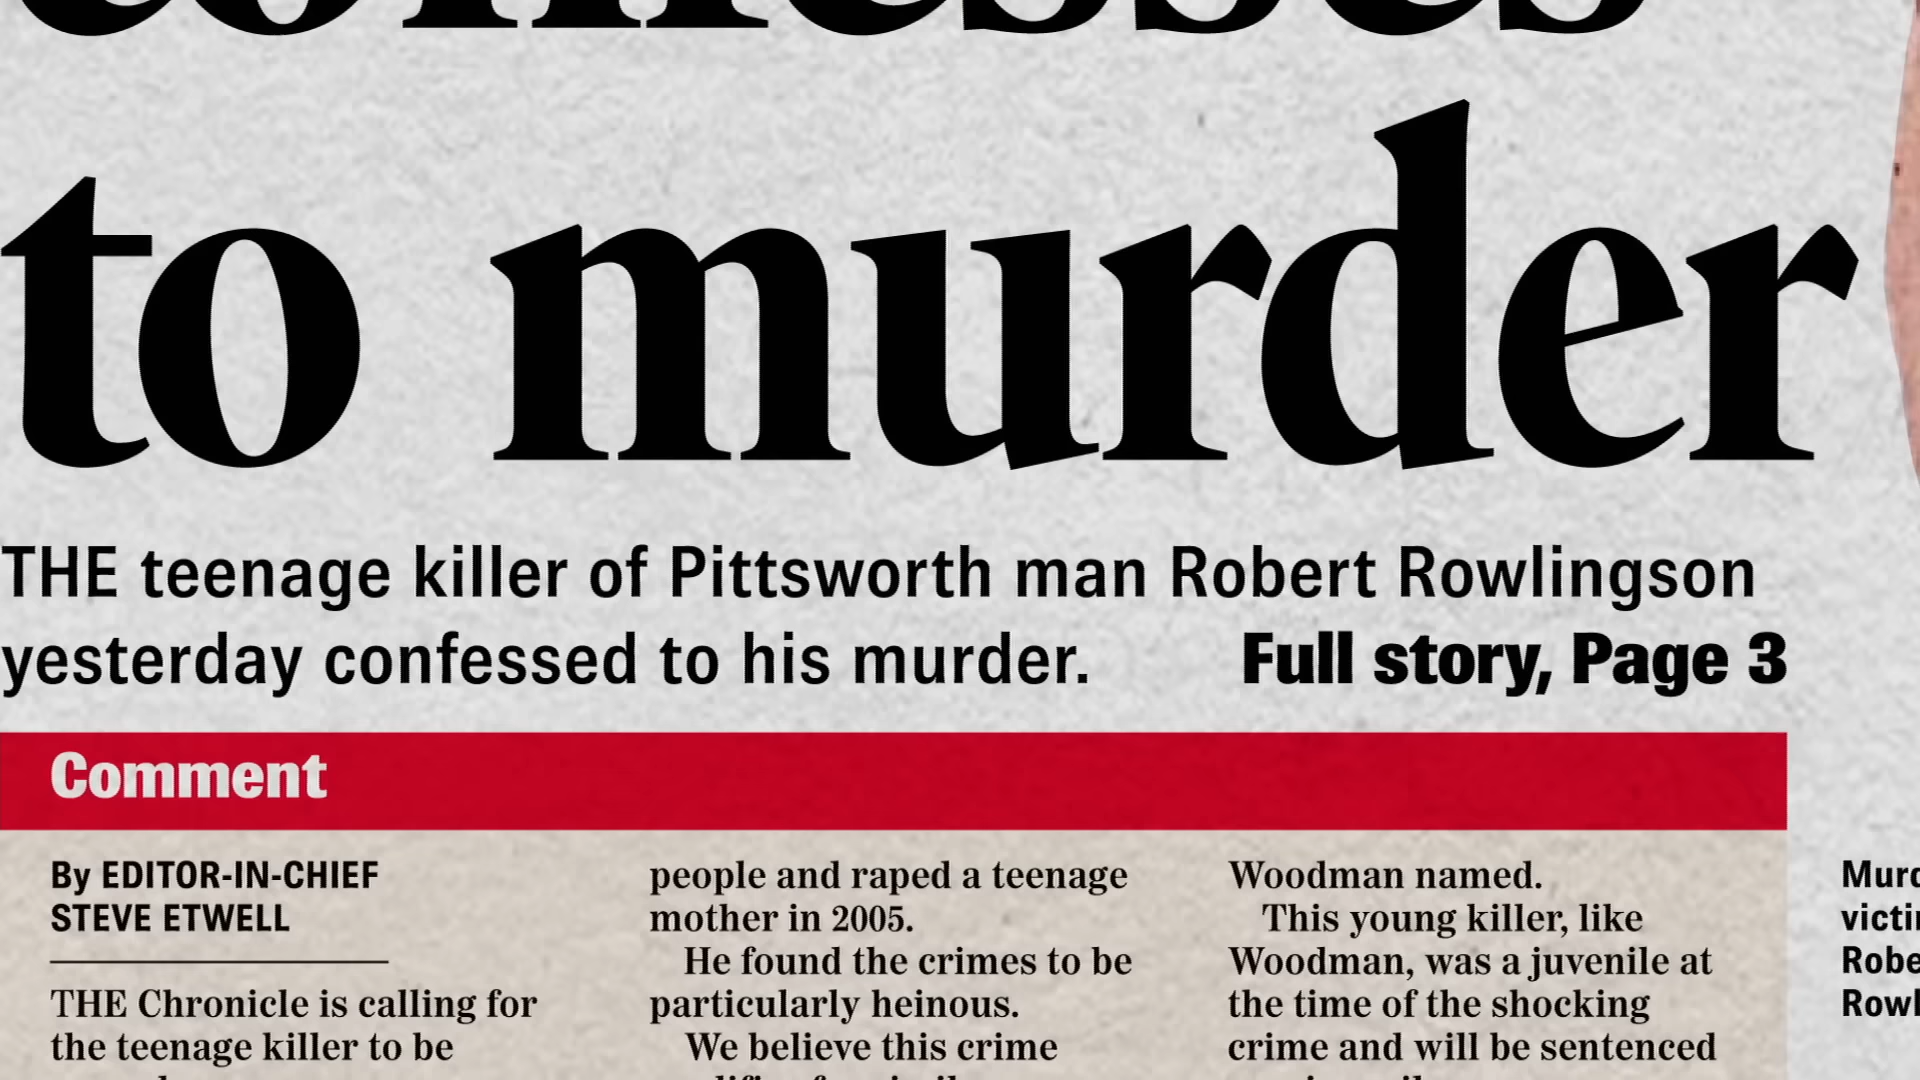 confesses
to murder
THE teenage killer of Pittsworth man Robert Rowlingson
yesterday confessed to his murder.
Full story, Page 3
Comment
By EDITOR-IN-CHIEF
STEVE ETWELL
THE Chronicle is calling for
the teenage killer to be
people and raped a teenage
mother in 2005.
He found the crimes to be
particularly heinous.
We believe this crime
Woodman named.
This young killer, like
Woodman, was a juvenile at
the time of the shocking
crime and will be sentenced